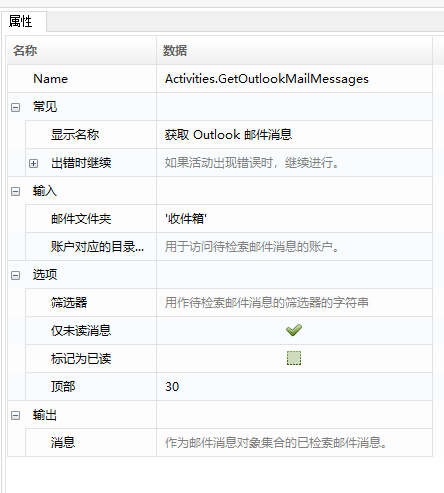 属性
名称 数据
Name Activities.GetOutlookMailMessages
常见
显示名称 获取 Outlook 邮件消息
出错时继续 如果活动出现错误时，继续进行。
输入
邮件文件夹 '收件箱'
账户对应的目录... 用于访问待检索邮件消息的账户。
选项
筛选器 用作待检索邮件消息的筛选器的字符串
仅未读消息
标记为已读
顶部 30
输出
消息 作为邮件消息对象集合的已检索邮件消息。